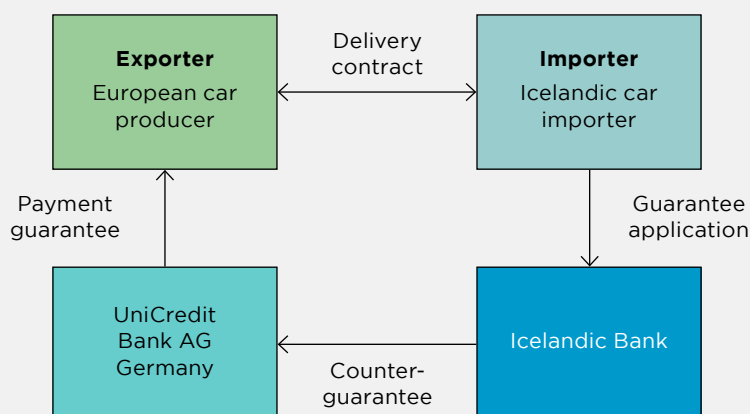 Exporter
European car
producer
Delivery
contract
Importer
Icelandic car
importer
Payment
guarantee
Guarantee
application
UniCredit
Bank AG
Germany
Counter-
guarantee
Icelandic Bank